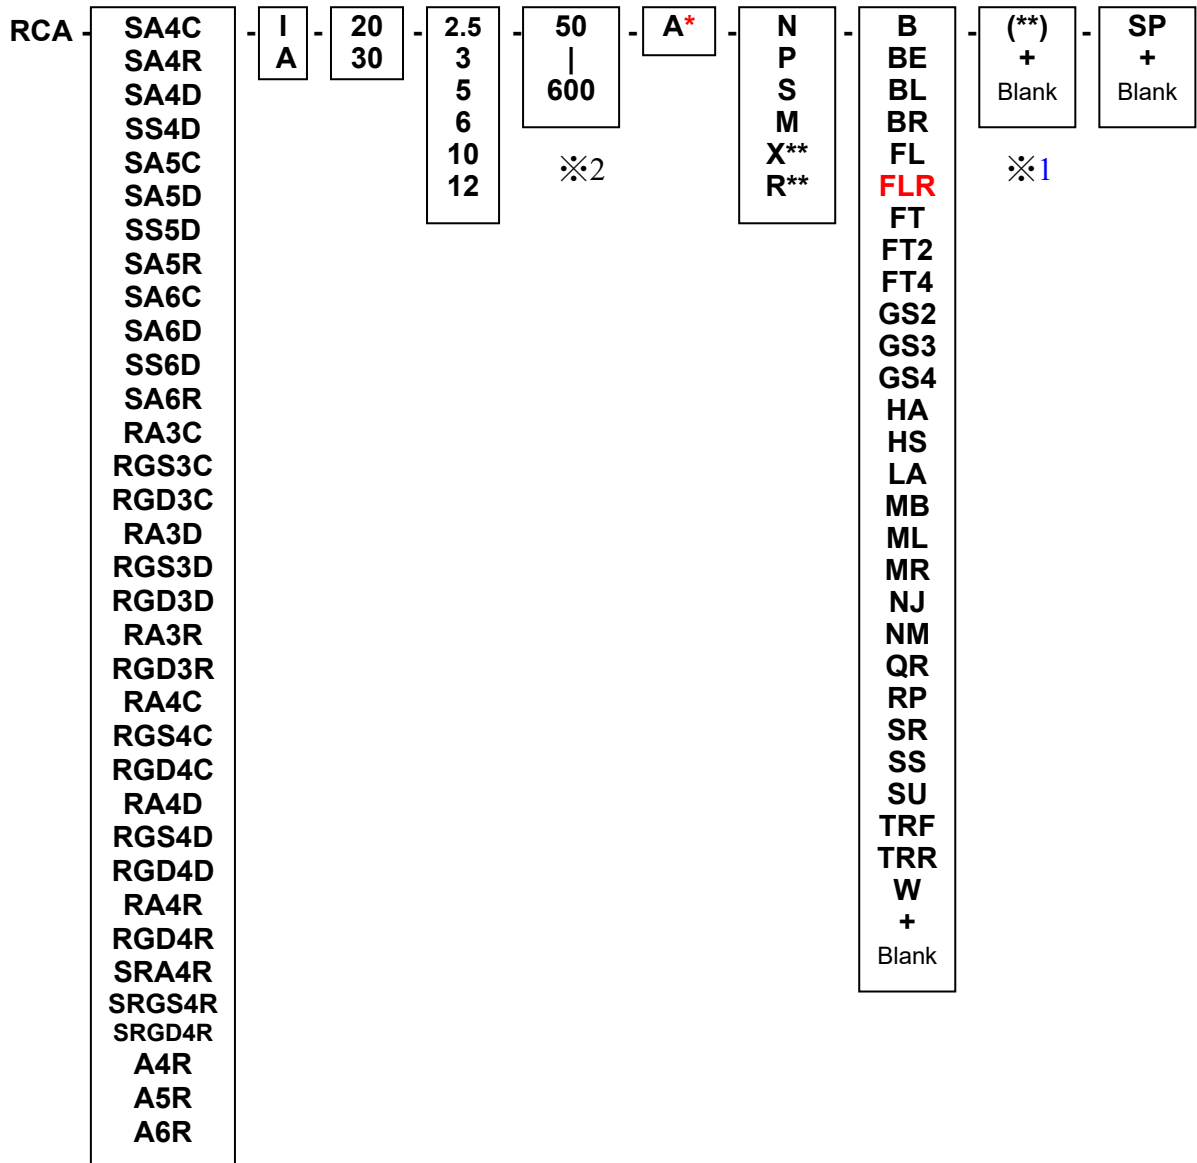 RCA - SA4C - I - 20 - 2.5 - 50 - A* - N - B - (**) - SP
SA4R A 30 3 | P BE + +
SA4D 5 600 S BL Blank Blank
SS4D 6 M BR
SA5C 10 ※2 X** FL ※1
SA5D 12 R** FLR
SS5D FT
SA5R FT2
SA6C FT4
SA6D GS2
SS6D GS3
SA6R GS4
RA3C HA
RGS3C HS
RGD3C LA
RA3D MB
RGS3D ML
RGD3D MR
RA3R NJ
RGD3R NM
RA4C QR
RGS4C RP
RGD4C SR
RA4D SS
RGS4D SU
RGD4D TRF
RA4R TRR
RGD4R W
SRA4R +
SRGS4R Blank
SRGD4R
A4R
A5R
A6R